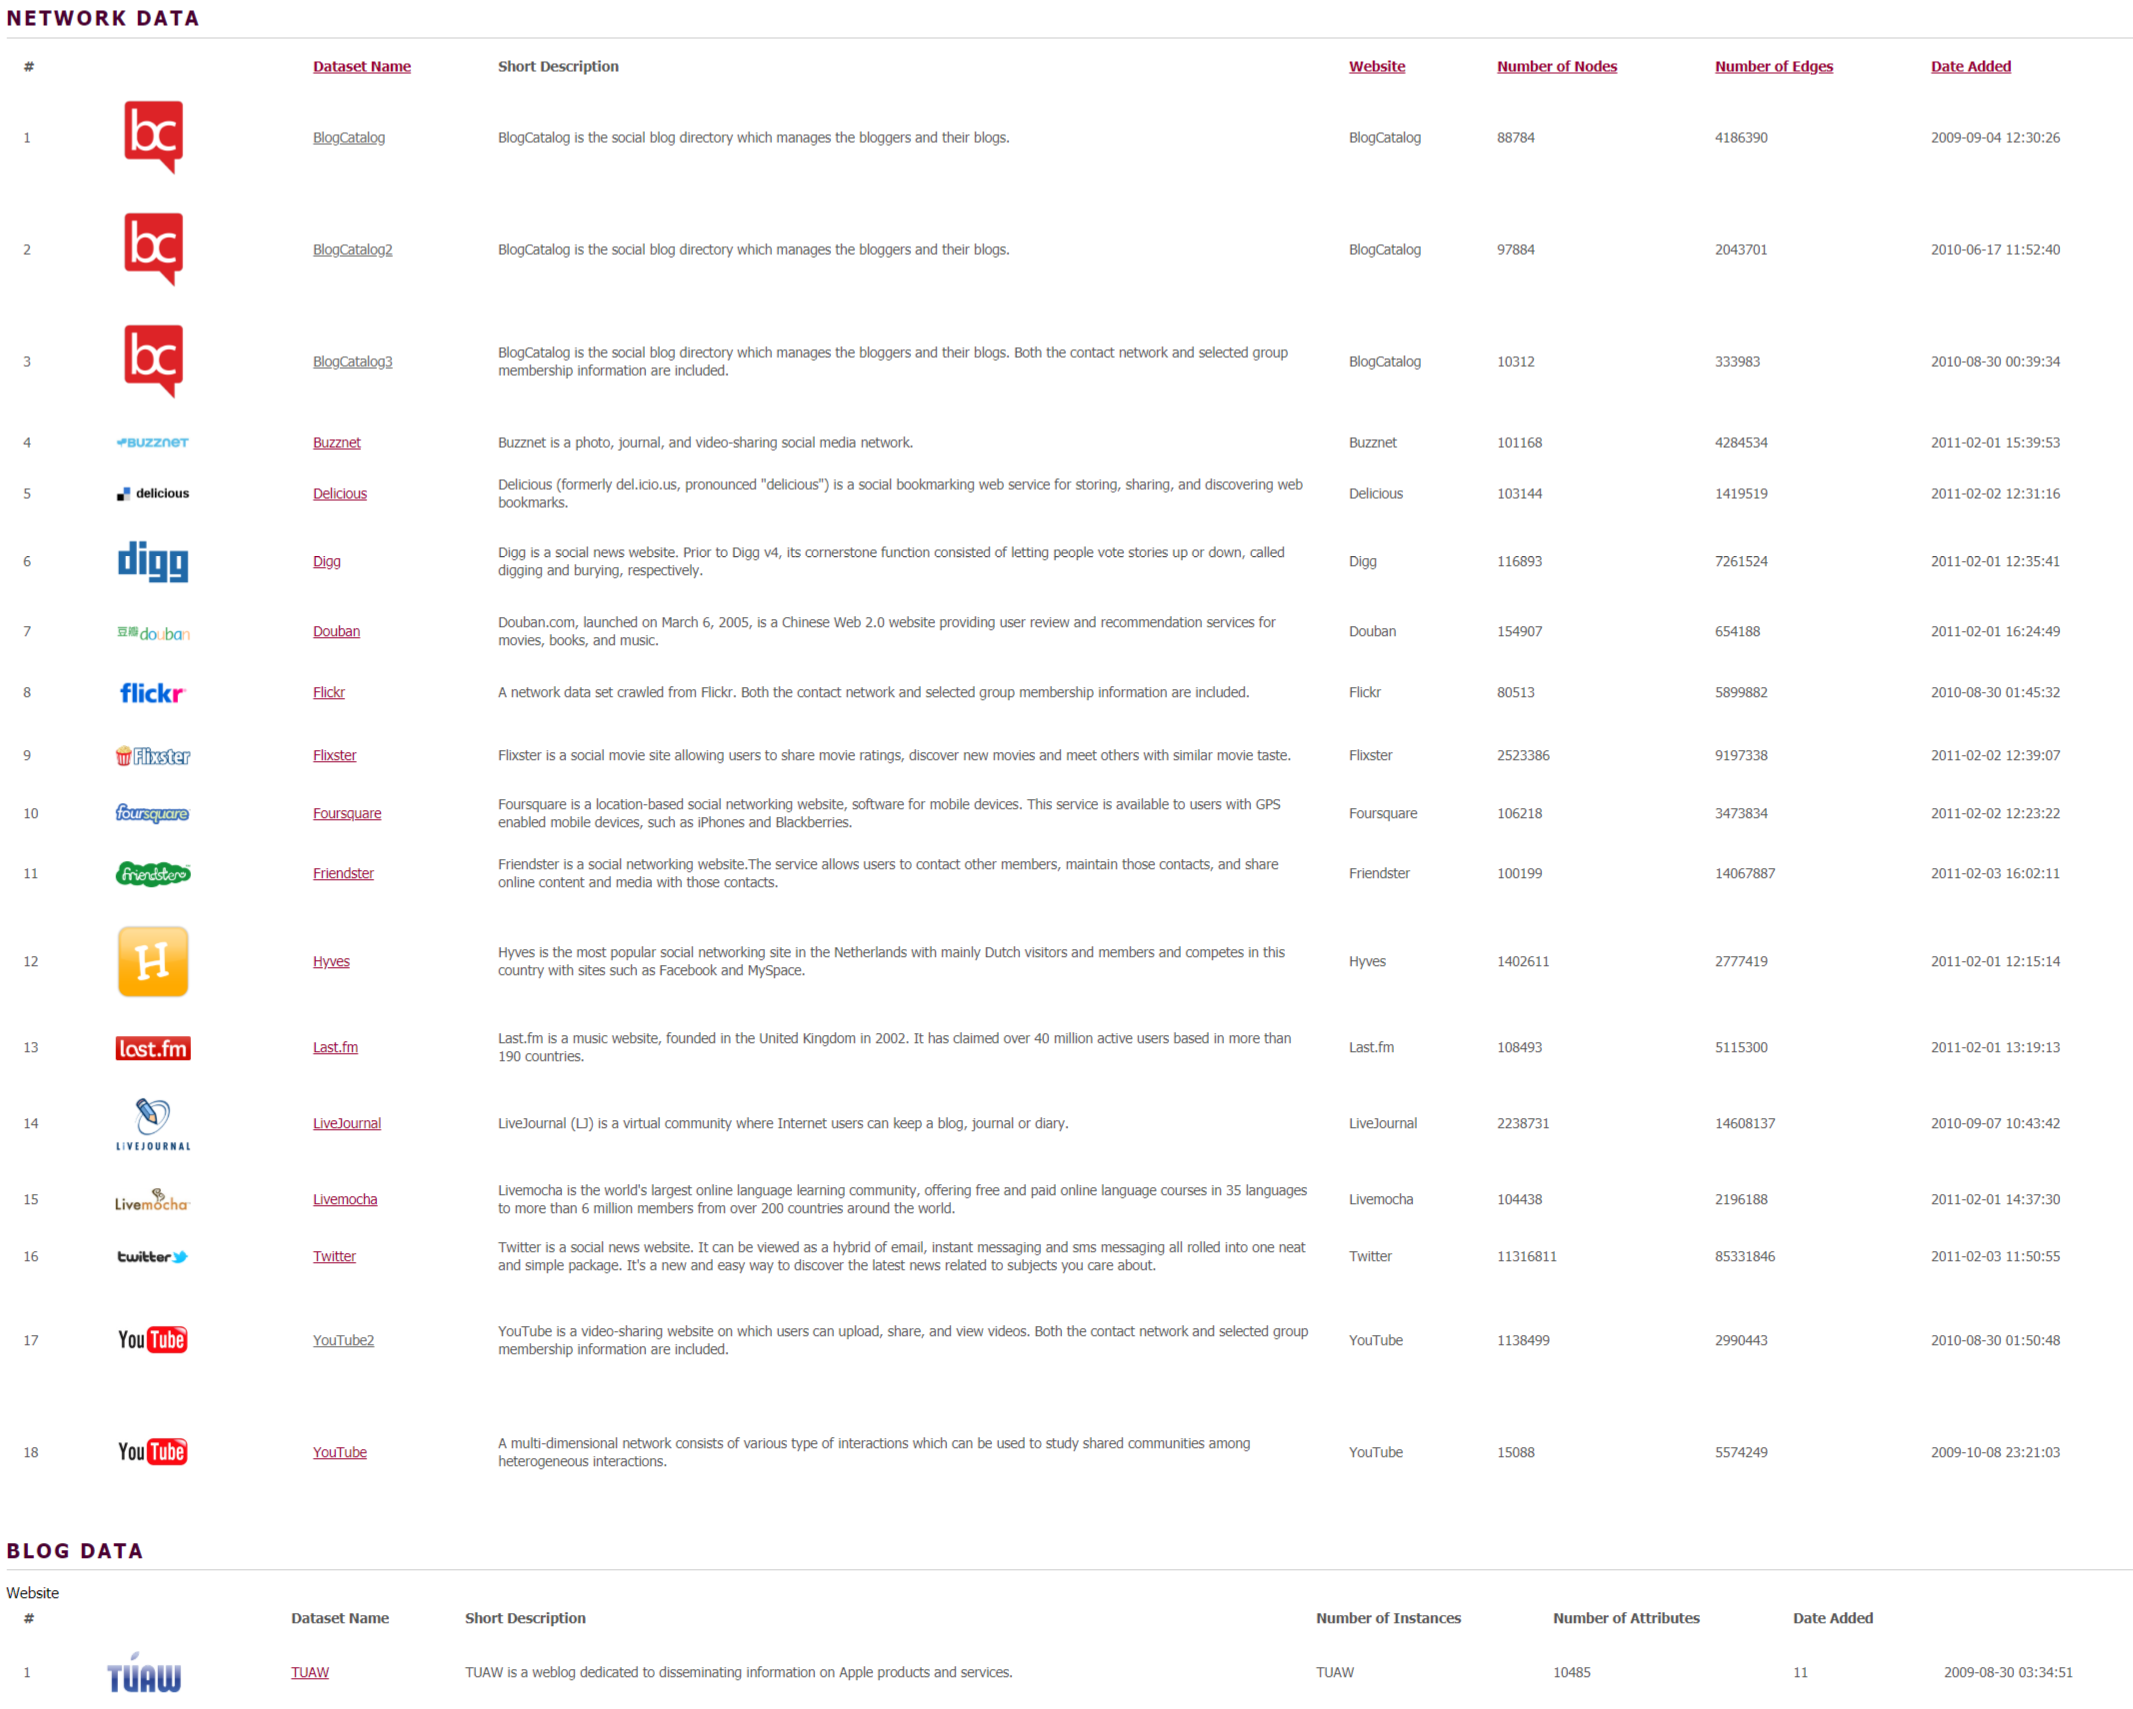 NETWORK DATA
# Dataset Name Short Description Website Number of Nodes Number of Edges Date Added
1 bc BlogCatalog BlogCatalog is the social blog directory which manages the bloggers and their blogs. BlogCatalog 88784 4186390 2009-09-04 12:30:26
2 bc BlogCatalog2 BlogCatalog is the social blog directory which manages the bloggers and their blogs. BlogCatalog 97884 2043701 2010-06-17 11:52:40
3 bc BlogCatalog3 BlogCatalog is the social blog directory which manages the bloggers and their blogs. Both the contact network and selected group
membership information are included. BlogCatalog 10312 333983 2010-08-30 00:39:34
4 BUZZNET Buzznet Buzznet is a photo, journal, and video-sharing social media network. Buzznet 101168 4284534 2011-02-01 15:39:53
5 delicious Delicious Delicious (formerly del.icio.us, pronounced "delicious") is a social bookmarking web service for storing, sharing, and discovering web
bookmarks. Delicious 103144 1419519 2011-02-02 12:31:16
6 digg Digg Digg is a social news website. Prior to Digg v4, its cornerstone function consisted of letting people vote stories up or down, called
digging and burying, respectively. Digg 116893 7261524 2011-02-01 12:35:41
7 豆瓣douban Douban Douban.com, launched on March 6, 2005, is a Chinese Web 2.0 website providing user review and recommendation services for
movies, books, and music. Douban 154907 654188 2011-02-01 16:24:49
8 flickr Flickr A network data set crawled from Flickr. Both the contact network and selected group membership information are included. Flickr 80513 5899882 2010-08-30 01:45:32
9 Flixster Flixster Flixster is a social movie site allowing users to share movie ratings, discover new movies and meet others with similar movie taste. Flixster 2523386 9197338 2011-02-02 12:39:07
10 foursquare Foursquare Foursquare is a location-based social networking website, software for mobile devices. This service is available to users with GPS
enabled mobile devices, such as iPhones and Blackberries. Foursquare 106218 3473834 2011-02-02 12:23:22
11 friendster Friendster Friendster is a social networking website.The service allows users to contact other members, maintain those contacts, and share
online content and media with those contacts. Friendster 100199 14067887 2011-02-03 16:02:11
12 H Hyves Hyves is the most popular social networking site in the Netherlands with mainly Dutch visitors and members and competes in this
country with sites such as Facebook and MySpace. Hyves 1402611 2777419 2011-02-01 12:15:14
13 last.fm Last.fm Last.fm is a music website, founded in the United Kingdom in 2002. It has claimed over 40 million active users based in more than
190 countries. Last.fm 108493 5115300 2011-02-01 13:19:13
14 LIVEJOURNAL LiveJournal LiveJournal (LJ) is a virtual community where Internet users can keep a blog, journal or diary. LiveJournal 2238731 14608137 2010-09-07 10:43:42
15 Livemocha Livemocha Livemocha is the world's largest online language learning community, offering free and paid online language courses in 35 languages
to more than 6 million members from over 200 countries around the world. Livemocha 104438 2196188 2011-02-01 14:37:30
16 twitter Twitter Twitter is a social news website. It can be viewed as a hybrid of email, instant messaging and sms messaging all rolled into one neat
and simple package. It's a new and easy way to discover the latest news related to subjects you care about. Twitter 11316811 85331846 2011-02-03 11:50:55
17 YouTube YouTube2 YouTube is a video-sharing website on which users can upload, share, and view videos. Both the contact network and selected group
membership information are included. YouTube 1138499 2990443 2010-08-30 01:50:48
18 YouTube YouTube A multi-dimensional network consists of various type of interactions which can be used to study shared communities among
heterogeneous interactions. YouTube 15088 5574249 2009-10-08 23:21:03
BLOG DATA
Website
# Dataset Name Short Description Number of Instances Number of Attributes Date Added
1 TÚAW TUAW TUAW is a weblog dedicated to disseminating information on Apple products and services. TUAW 10485 11 2009-08-30 03:34:51